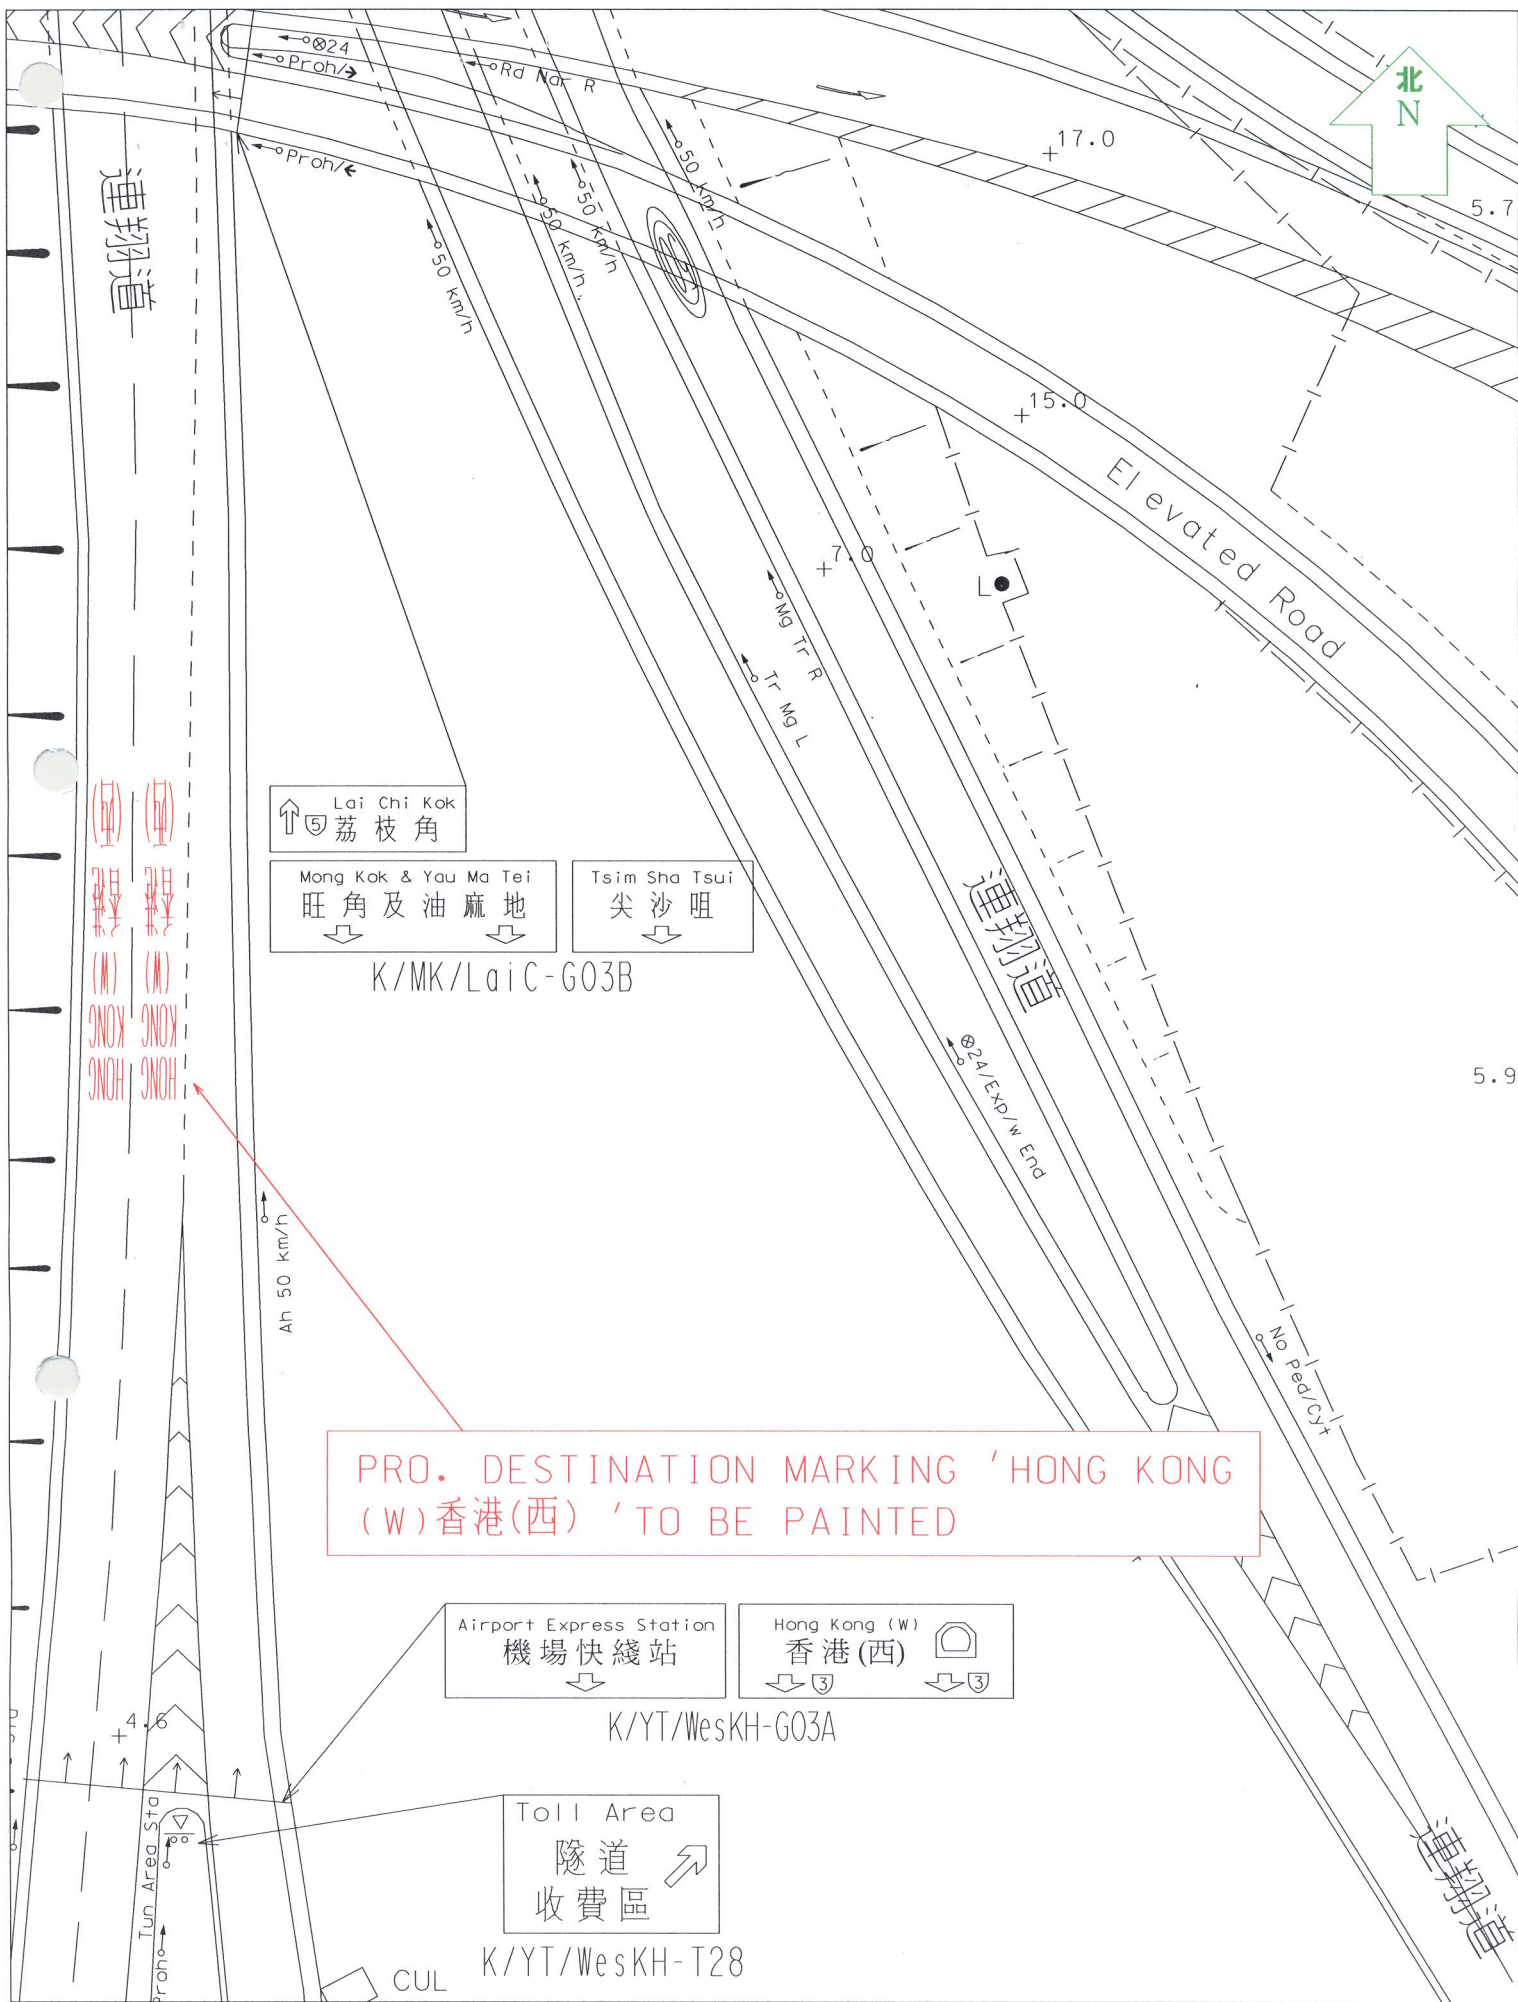 ⊗24
Proh/→
Rd Nar R
北
N
17.0
5.7
Proh/←
50 km/h
50 km/h
50 km/h
50 km/h
連翔道
15.0
Elevated Road
7.0
L
Mg Tr R
Tr Mg L
Lai Chi Kok
5 荔枝角
Mong Kok & Yau Ma Tei
旺角及油麻地
Tsim Sha Tsui
尖沙咀
K/MK/LaiC-G03B
連翔道
(西) (西)
香港 香港
(W) (W)
KONG KONG
HONG HONG
⊗24/Exp/w End
5.9
Ah 50 km/h
No Ped/Cyt
PRO. DESTINATION MARKING 'HONG KONG
(W)香港(西) 'TO BE PAINTED
Airport Express Station
機場快綫站
Hong Kong (W)
香港(西)
3 3
K/YT/WesKH-G03A
4.6
Toll Area
隧道
收費區
K/YT/WesKH-T28
Tun Area Sta
Proh
CUL
連翔道